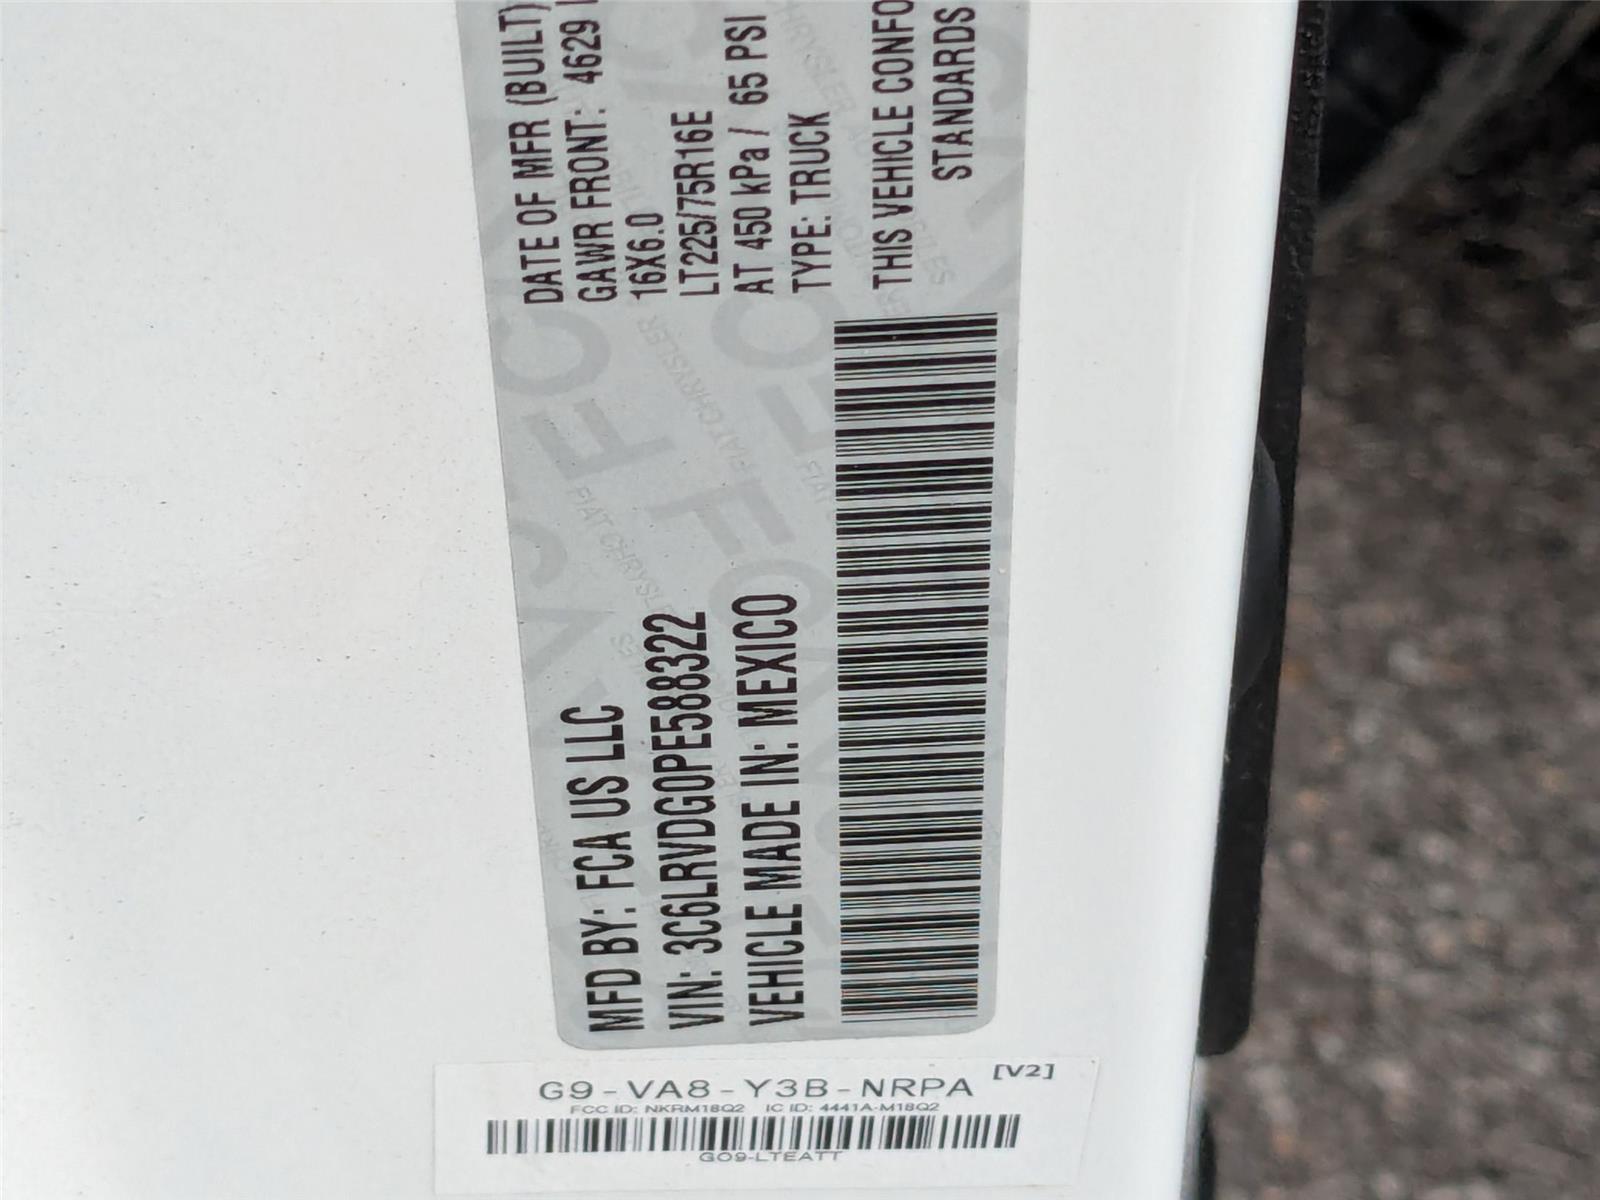 MFD BY: FCA US LLC
VIN: 3C6LRVDG0PE588322
VEHICLE MADE IN: MEXICO
DATE OF MFR (BUILT)
GAWR FRONT: 4629
16X6.0
LT225/75R16E
AT 450 kPa / 65 PSI
TYPE: TRUCK
THIS VEHICLE CONFO
STANDARDS
G9-VA8-Y3B-NRPA [V2]
FCC ID: NKRM18Q2 IC ID: 4441A-M18Q2
GO9-LTEATT